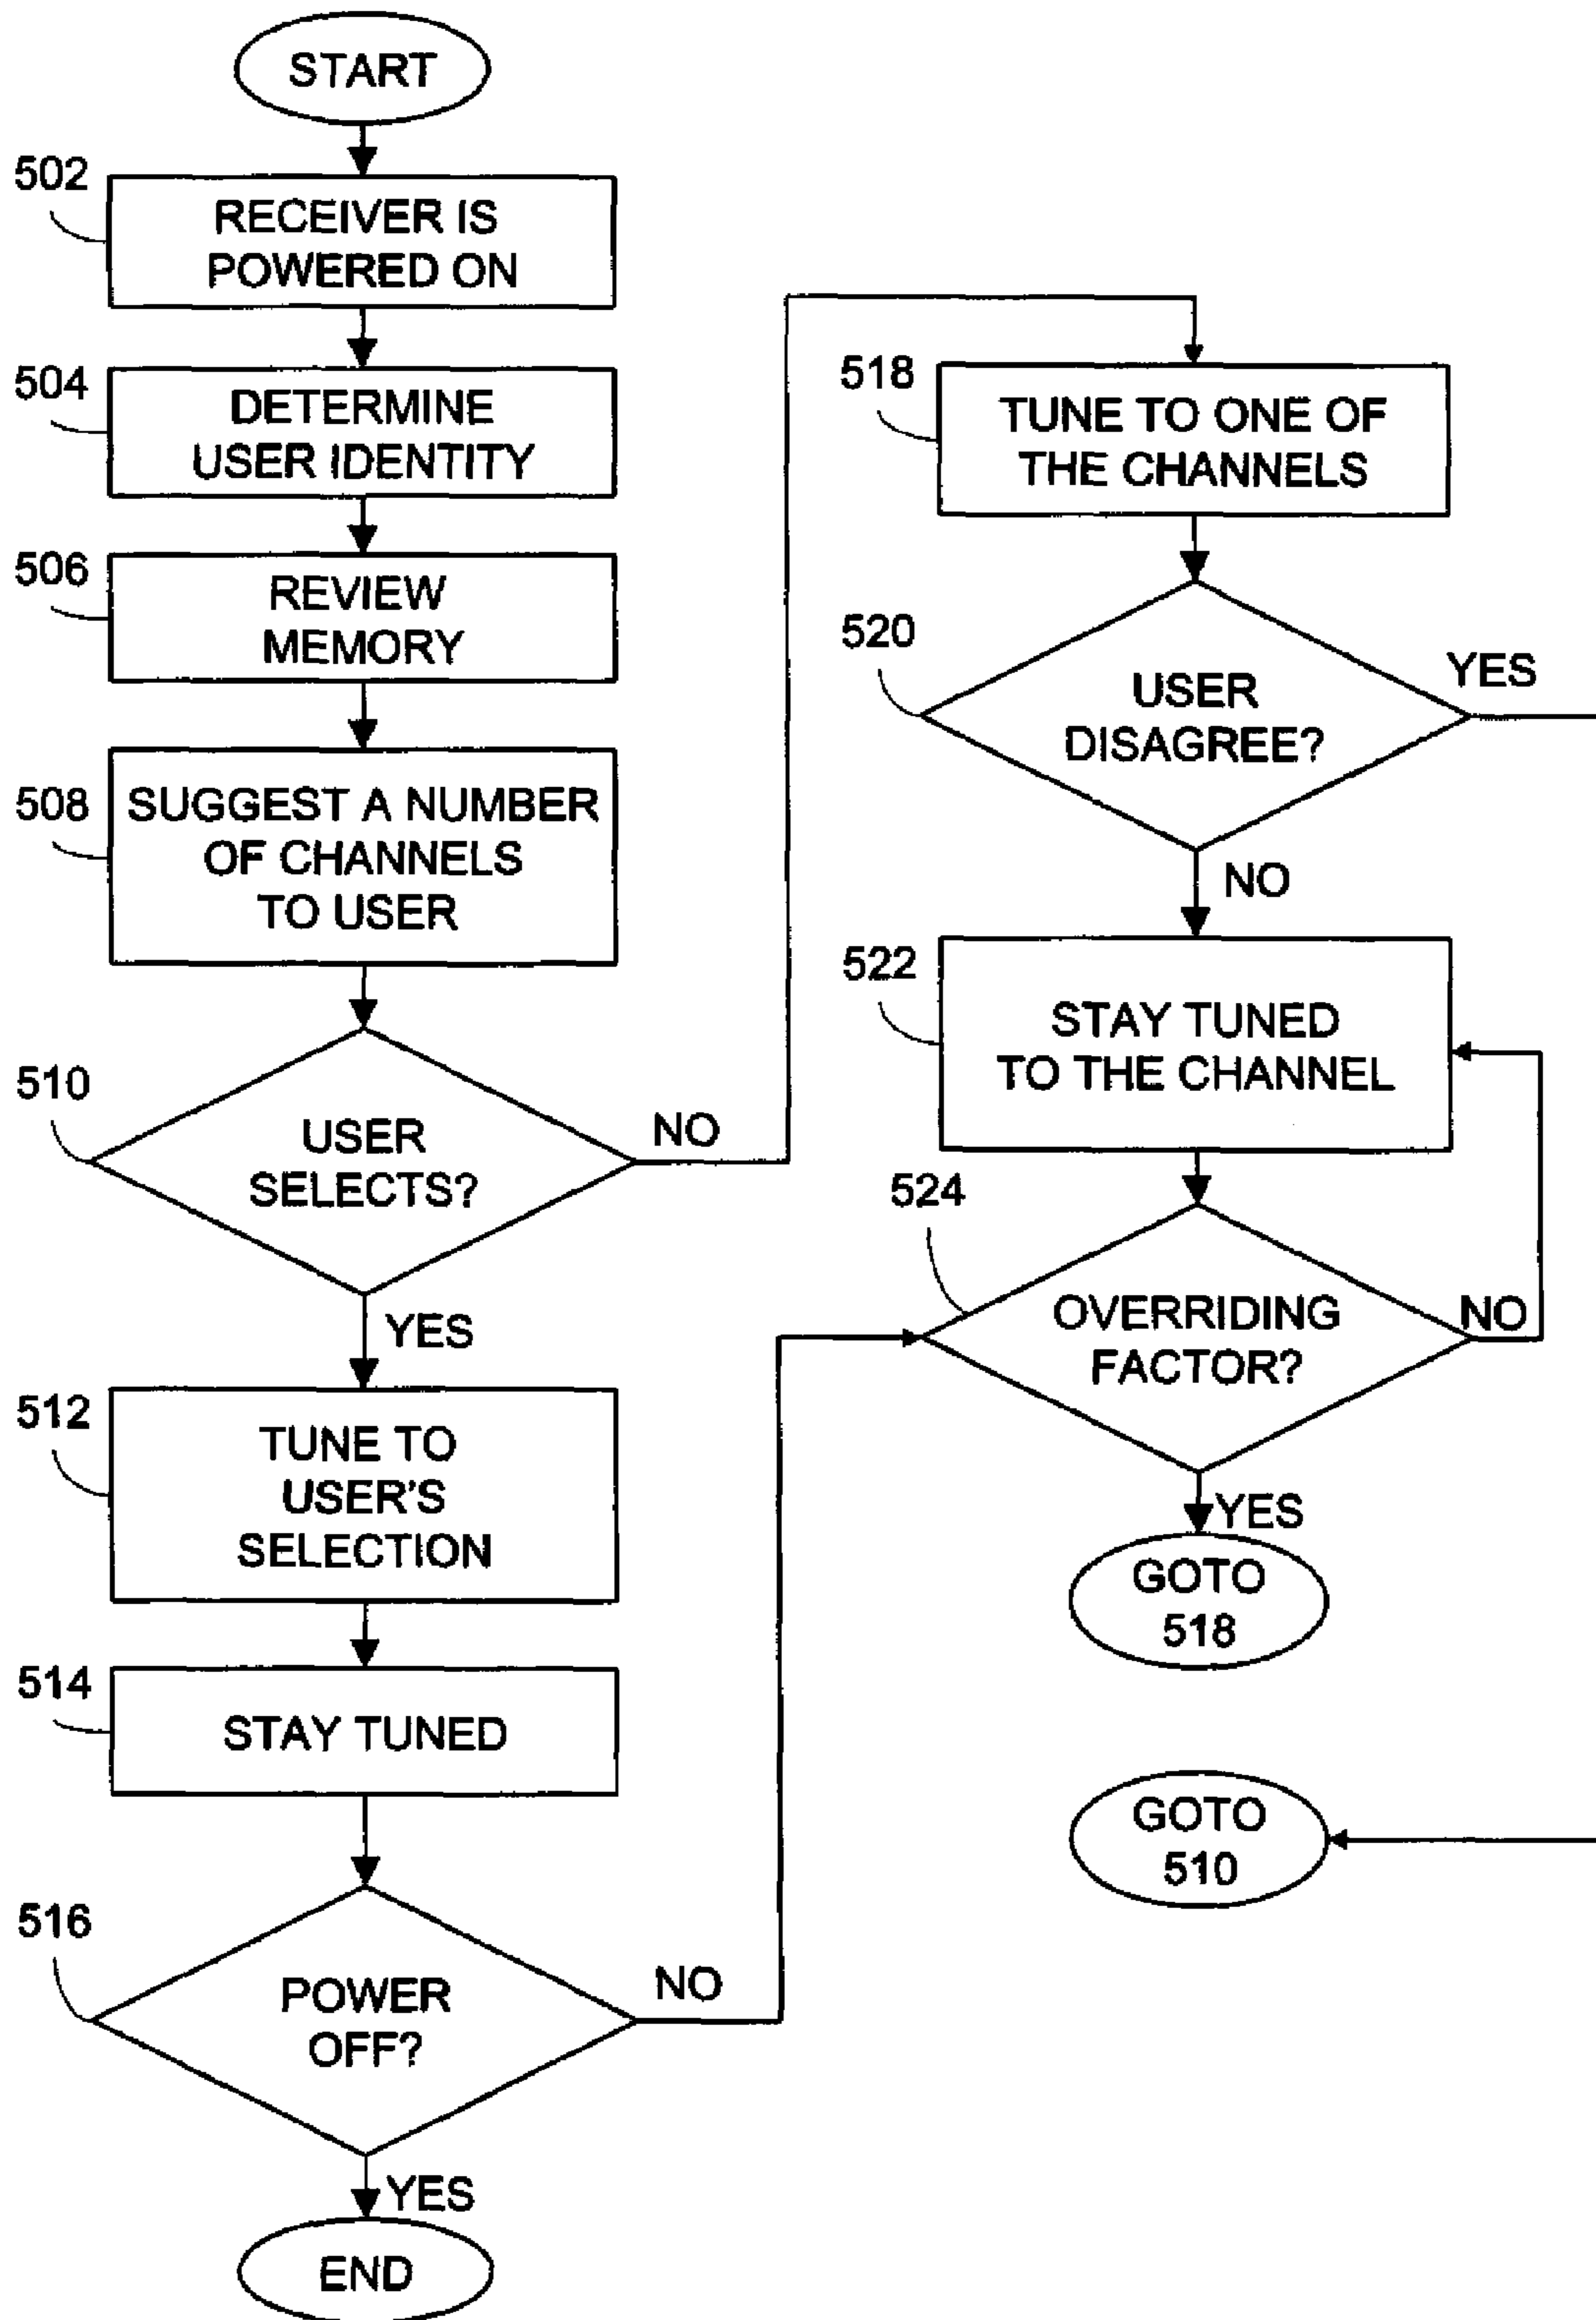 START
502
RECEIVER IS
POWERED ON
504
DETERMINE
USER IDENTITY
506
REVIEW
MEMORY
508
SUGGEST A NUMBER
OF CHANNELS
TO USER
510
USER
SELECTS?
NO
YES
512
TUNE TO
USER'S
SELECTION
514
STAY TUNED
516
POWER
OFF?
NO
YES
END
518
TUNE TO ONE OF
THE CHANNELS
520
USER
DISAGREE?
YES
NO
522
STAY TUNED
TO THE CHANNEL
524
OVERRIDING
FACTOR?
NO
YES
GOTO
518
GOTO
510